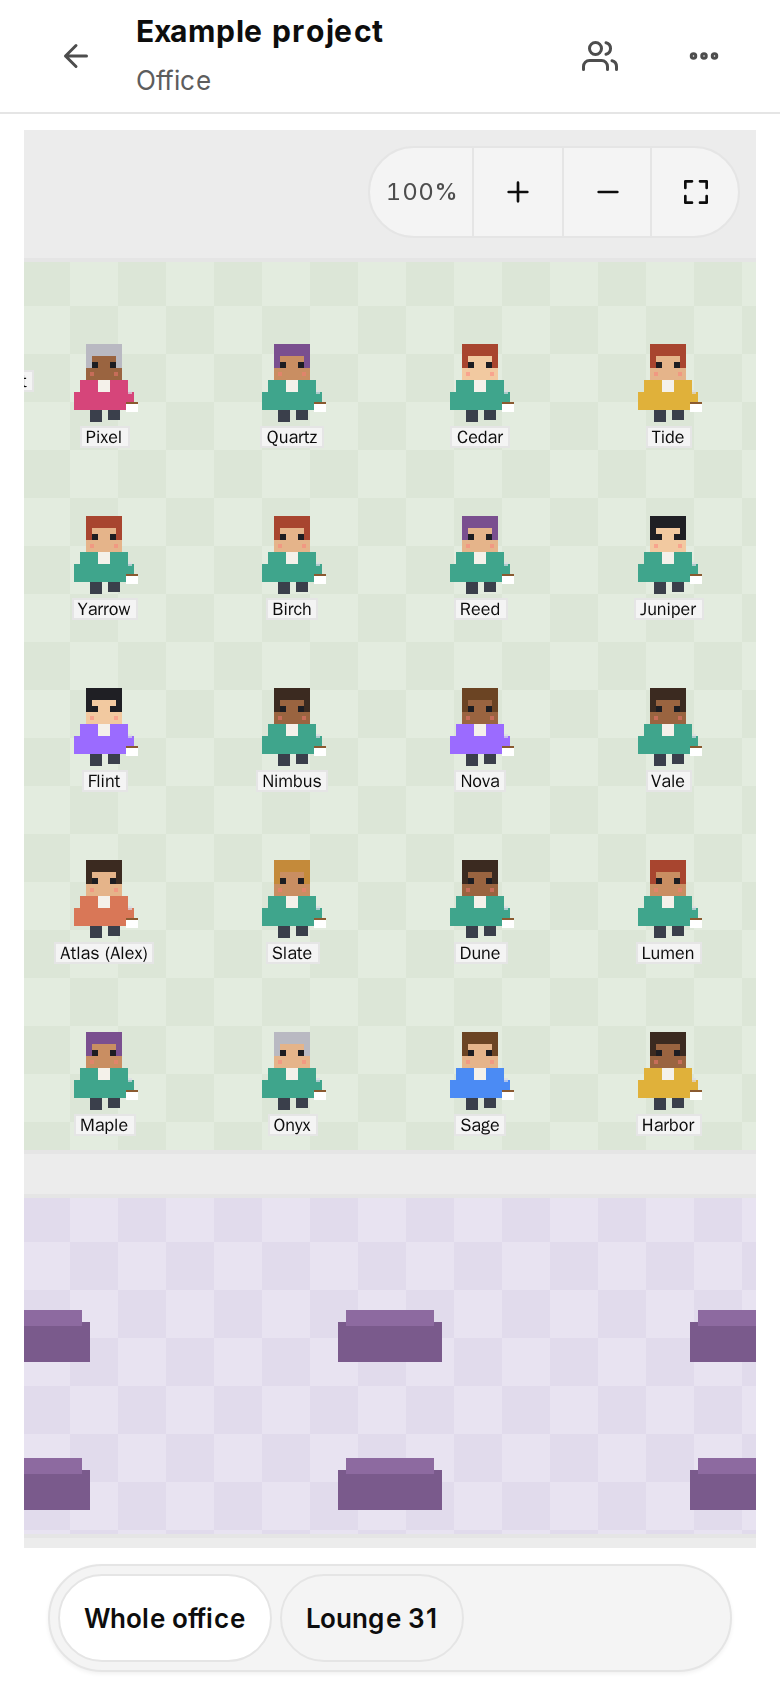 Example project
Office
100%
Pixel
Quartz
Cedar
Tide
Yarrow
Birch
Reed
Juniper
Flint
Nimbus
Nova
Vale
Atlas (Alex)
Slate
Dune
Lumen
Maple
Onyx
Sage
Harbor
Whole office
Lounge 31